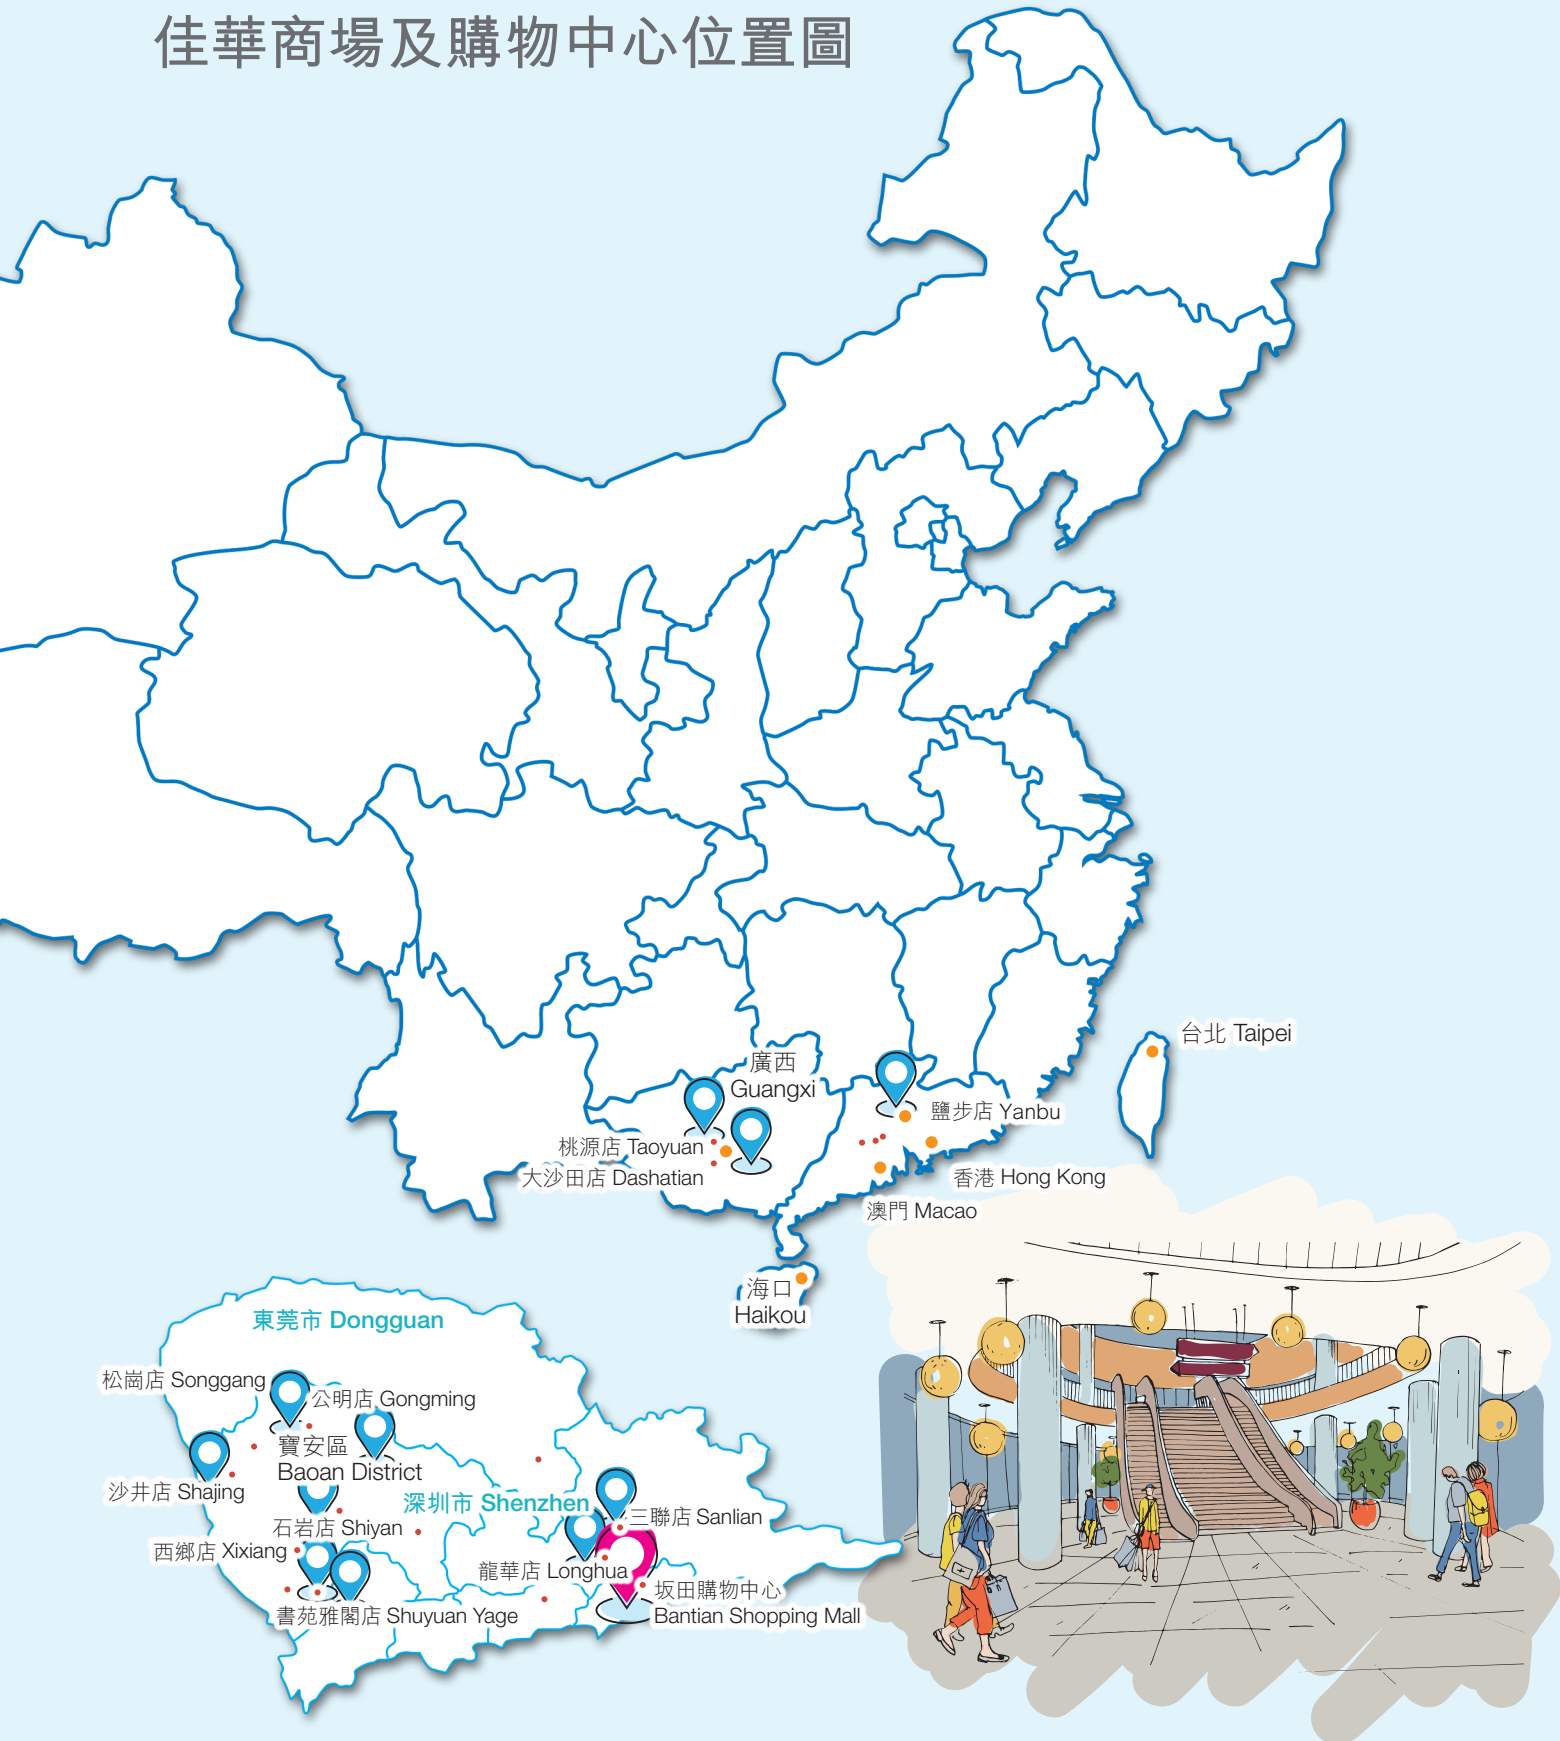 佳華商場及購物中心位置圖
台北 Taipei
廣西
Guangxi
鹽步店 Yanbu
桃源店 Taoyuan
大沙田店 Dashatian
香港 Hong Kong
澳門 Macao
海口
Haikou
東莞市 Dongguan
松崗店 Songgang
公明店 Gongming
寶安區
Baoan District
沙井店 Shajing
深圳市 Shenzhen
三聯店 Sanlian
石岩店 Shiyan
西鄉店 Xixiang
龍華店 Longhua
坂田購物中心
Bantian Shopping Mall
書苑雅閣店 Shuyuan Yage